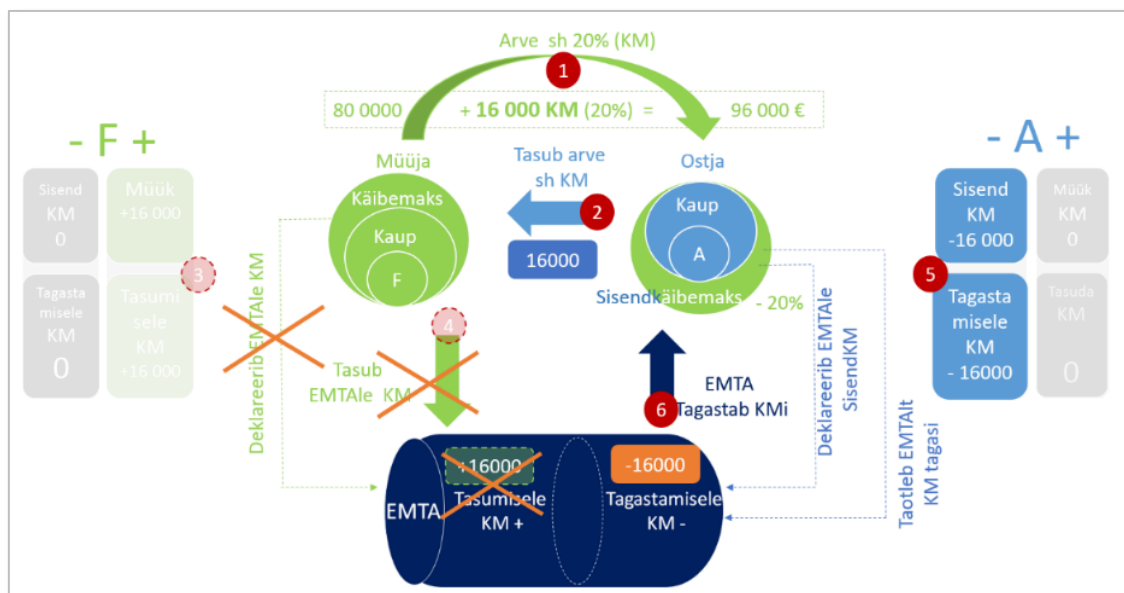 Arve sh 20% (KM)
1
80 0000 + 16 000 KM (20%) = 96 000 €
- F +
Sisend
KM
0
Müük
+16 000
Tagasta
misele
KM
0
Tasumi
sele
KM
+16 000
3
Müüja
Käibemaks
Kaup
F
Tasub arve
sh KM
2
16000
Ostja
Kaup
A
Sisendkäibemaks
- 20%
- A +
Sisend
KM
-16 000
Müük
KM
0
5
Tagasta
misele
KM
- 16000
Tasuda
KM
0
Deklareerib EMTAle KM
4
Tasub
EMTAle KM
EMTA
Tagastab KMi
6
Deklareerib EMTAle
SisendKM
Taotleb EMTAlt
KM tagasi
EMTA
+16000
Tasumisele
KM +
-16000
Tagastamisele
KM -